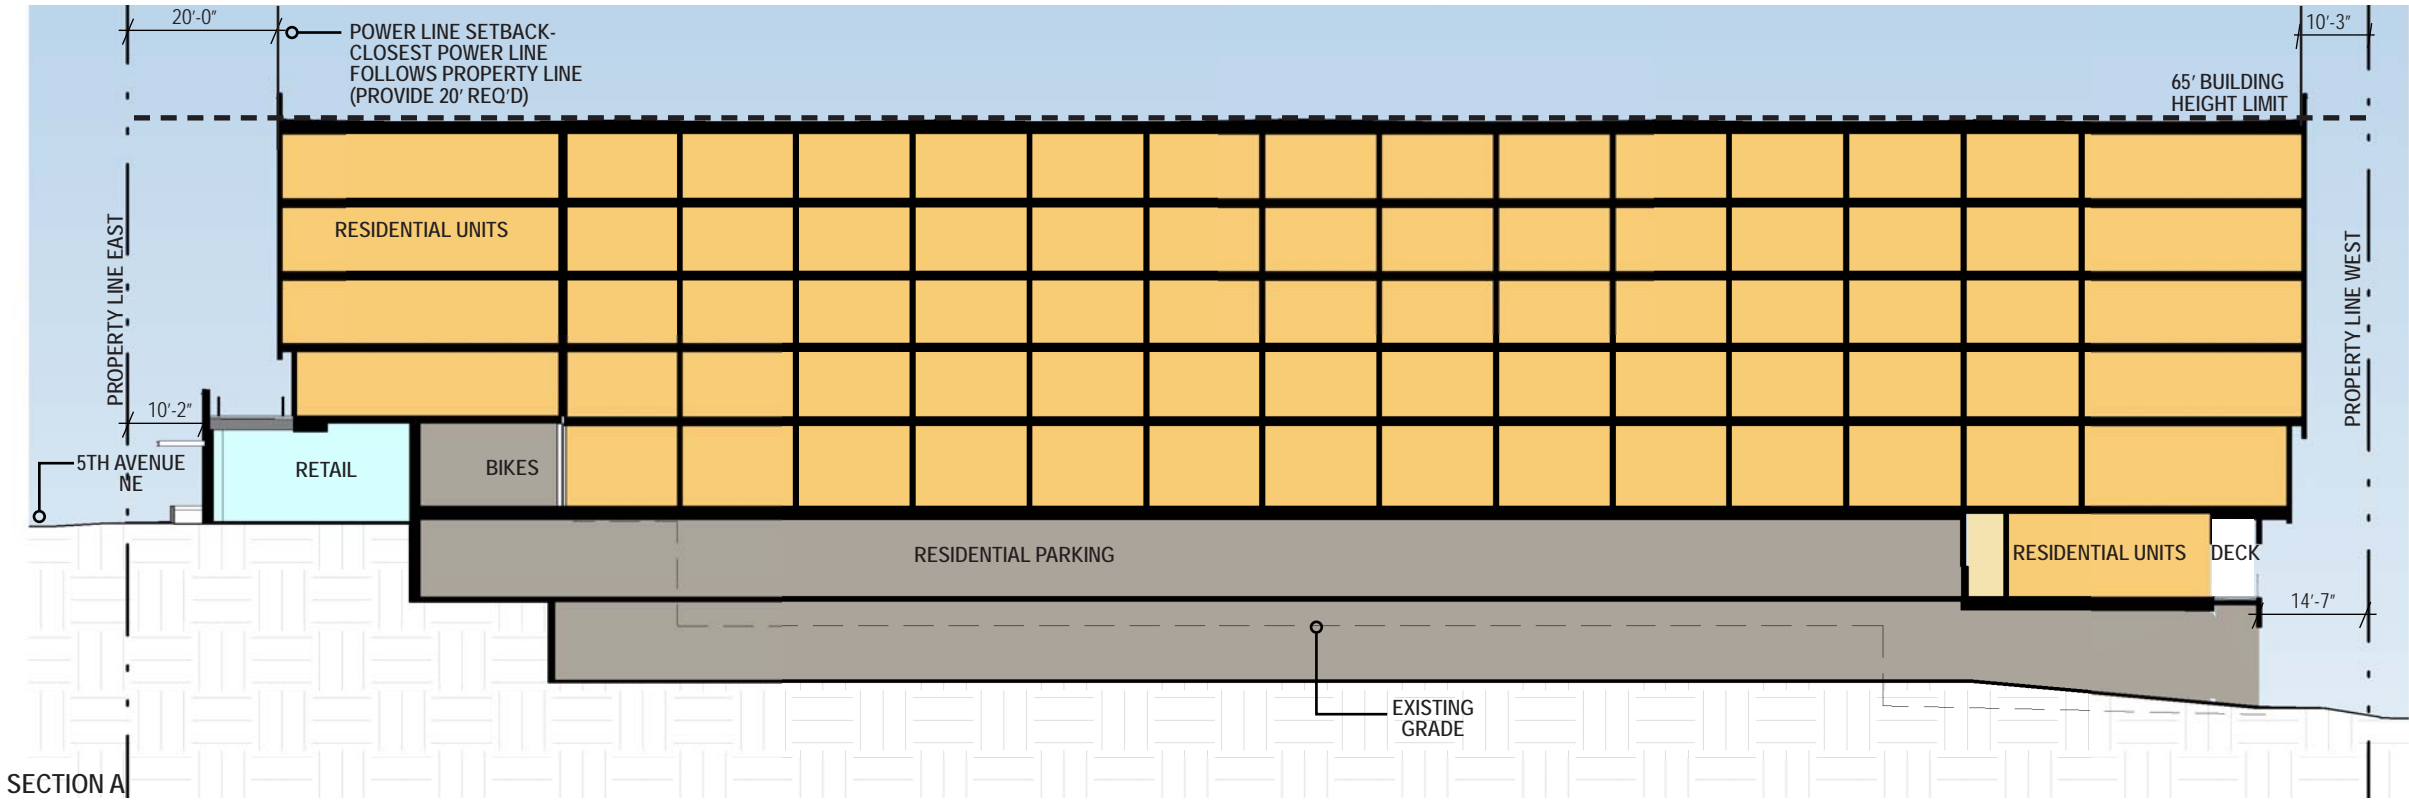 20'-0"
POWER LINE SETBACK-
CLOSEST POWER LINE
FOLLOWS PROPERTY LINE
(PROVIDE 20' REQ'D)
10'-3"
65' BUILDING
HEIGHT LIMIT
PROPERTY LINE EAST
RESIDENTIAL UNITS
PROPERTY LINE WEST
10'-2"
5TH AVENUE
NE
RETAIL
BIKES
RESIDENTIAL PARKING
RESIDENTIAL UNITS
DECK
14'-7"
EXISTING
GRADE
SECTION A